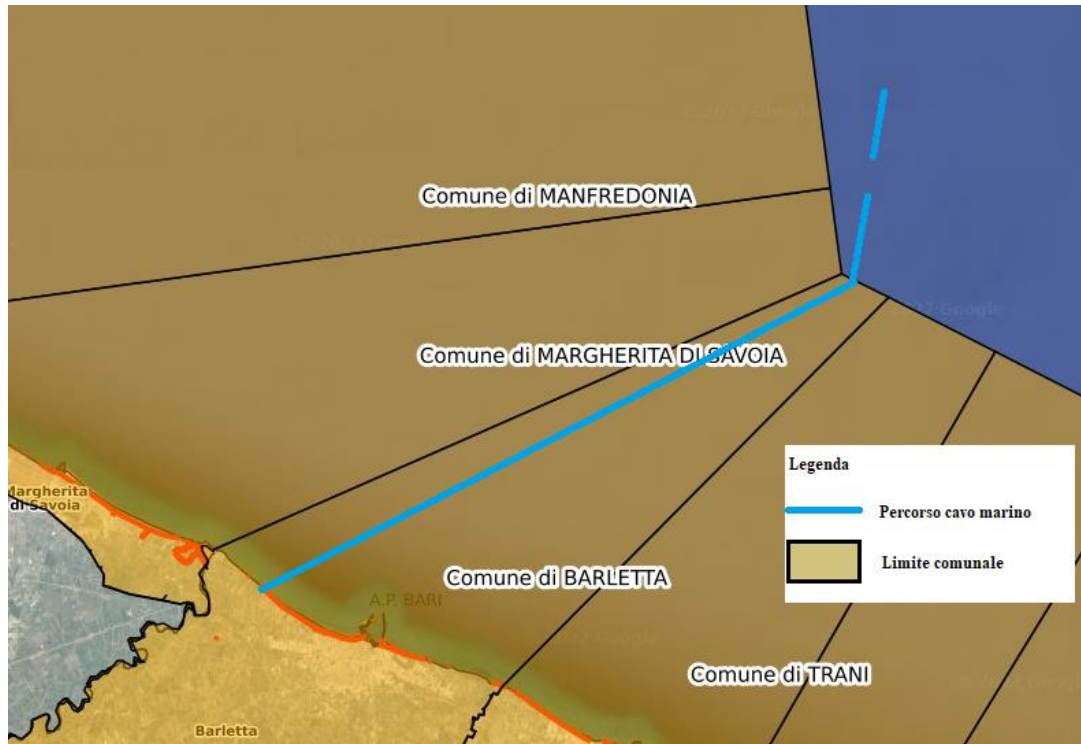 Comune di MANFREDONIA
Comune di MARGHERITA DI SAVOIA
Legenda
Percorso cavo marino
Limite comunale
Margherita
di Savoia
Comune di BARLETTA
A.P. BARI
Comune di TRANI
Barletta